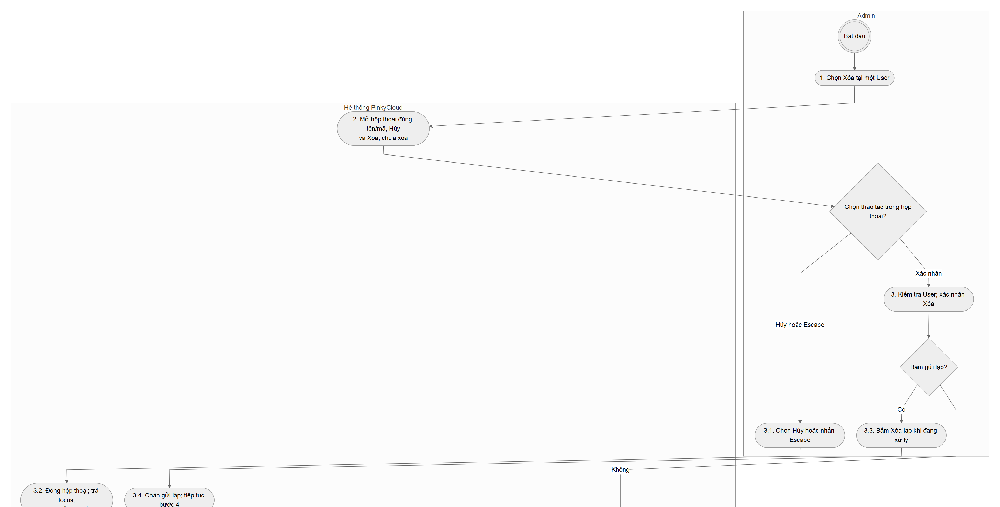 Admin
Bắt đầu
1. Chọn Xóa tại một User
Hệ thống PinkyCloud
2. Mở hộp thoại đúng
tên/mã, Hủy
và Xóa; chưa xóa
Chọn thao tác trong hộp
thoại?
Xác nhận
3. Kiểm tra User; xác nhận
Xóa
Hủy hoặc Escape
Bấm gửi lặp?
Có
3.1. Chọn Hủy hoặc nhấn
Escape
3.3. Bấm Xóa lặp khi đang
xử lý
Không
3.2. Đóng hộp thoại; trả
focus;
3.4. Chặn gửi lặp; tiếp tục
bước 4